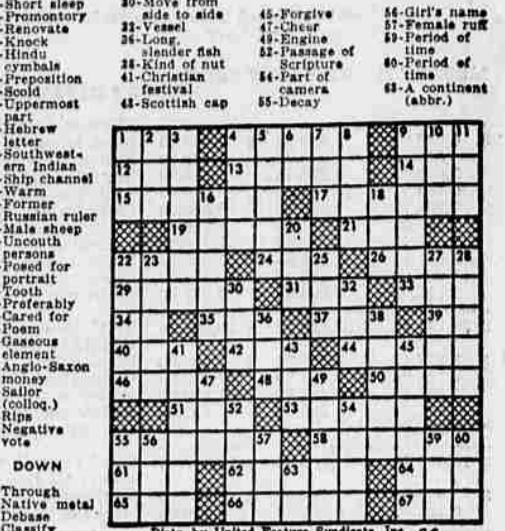 -Short sleep
-Promontory
-Renovate
-Knock
-Hindu
cymbals
-Preposition
-Scold
-Uppermost
part
-Hebrew
letter
-Southwest-
ern Indian
-Ship channel
-Warm
-Former
Russian ruler
-Male sheep
-Uncouth
persons
-Posed for
portrait
-Tooth
-Preferably
-Cared for
-Poem
-Gaseous
element
-Anglo-Saxon
money
-Sailor
(colloq.)
-Rips
-Negative
vote
DOWN
Through
Native metal
Debase
Classify
30-Move from
side to side
32-Vessel
36-Long,
slender fish
38-Kind of nut
41-Christian
festival
43-Scottish cap
45-Forgive
47-Cheer
49-Engine
52-Passage of
Scripture
54-Part of
camera
55-Decay
56-Girl's name
57-Female ruff
59-Period of
time
60-Period of
time
63-A continent
(abbr.)
1 2 3 4 5 6 7 8 9 10 11
12 13 14
15 16 17 18
19 20 21
22 23 24 25 26 27 28
29 30 31 32 33
34 35 36 37 38 39
40 41 42 43 44 45
46 47 48 49 50
51 52 53 54
55 56 57 58 59 60
61 62 63 64
65 66 67
by United Feature Syndicate, Inc.